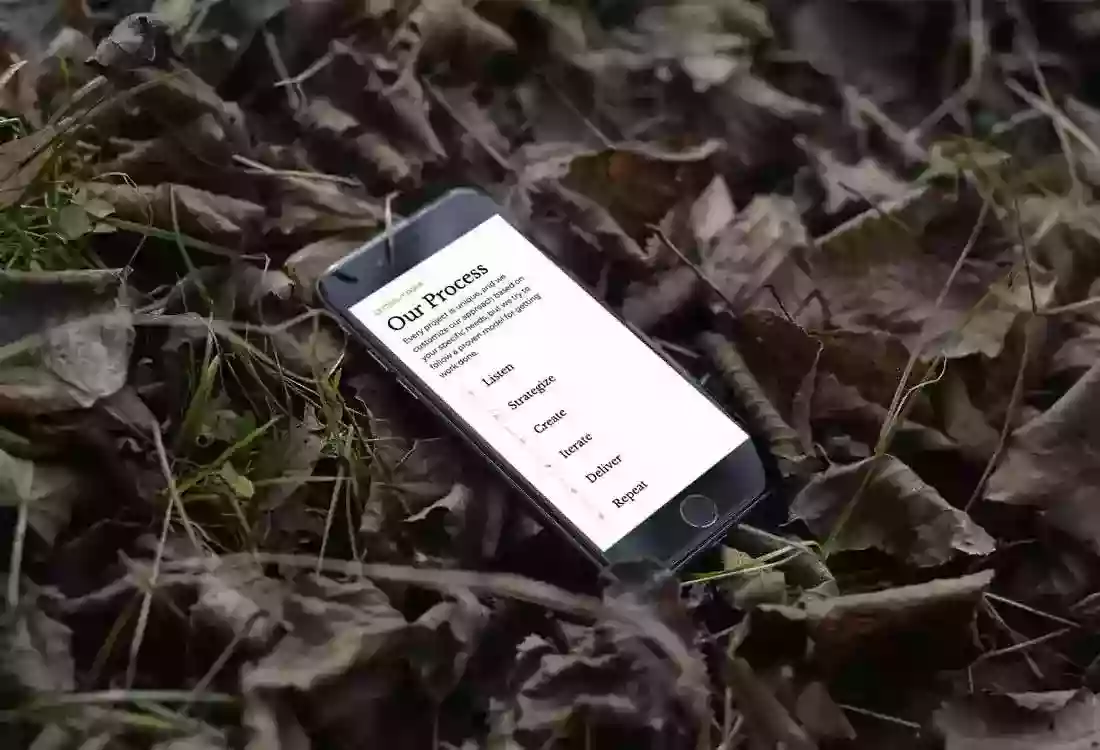 Our Process
Every project is unique, and we
customize our approach based on
your specific needs, but we try to
follow a proven model for getting
work done.
Listen
Strategize
Create
Iterate
Deliver
Repeat